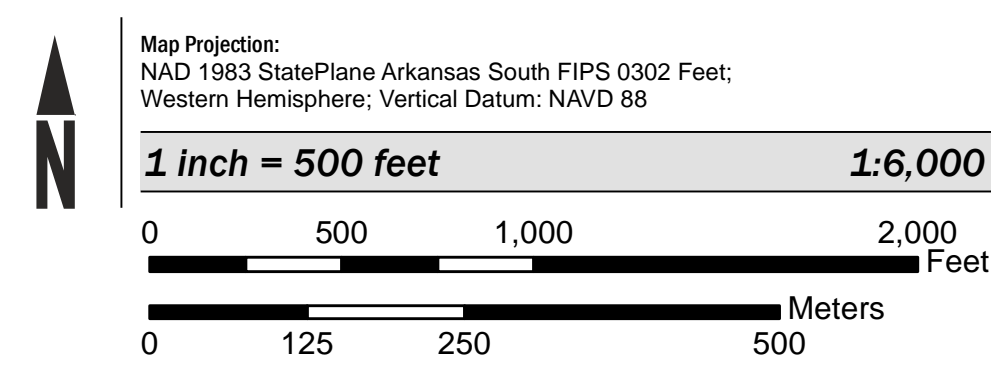 N
Map Projection:
NAD 1983 StatePlane Arkansas South FIPS 0302 Feet;
Western Hemisphere; Vertical Datum: NAVD 88
1 inch = 500 feet 1:6,000
0 500 1,000 2,000
Feet
Meters
0 125 250 500